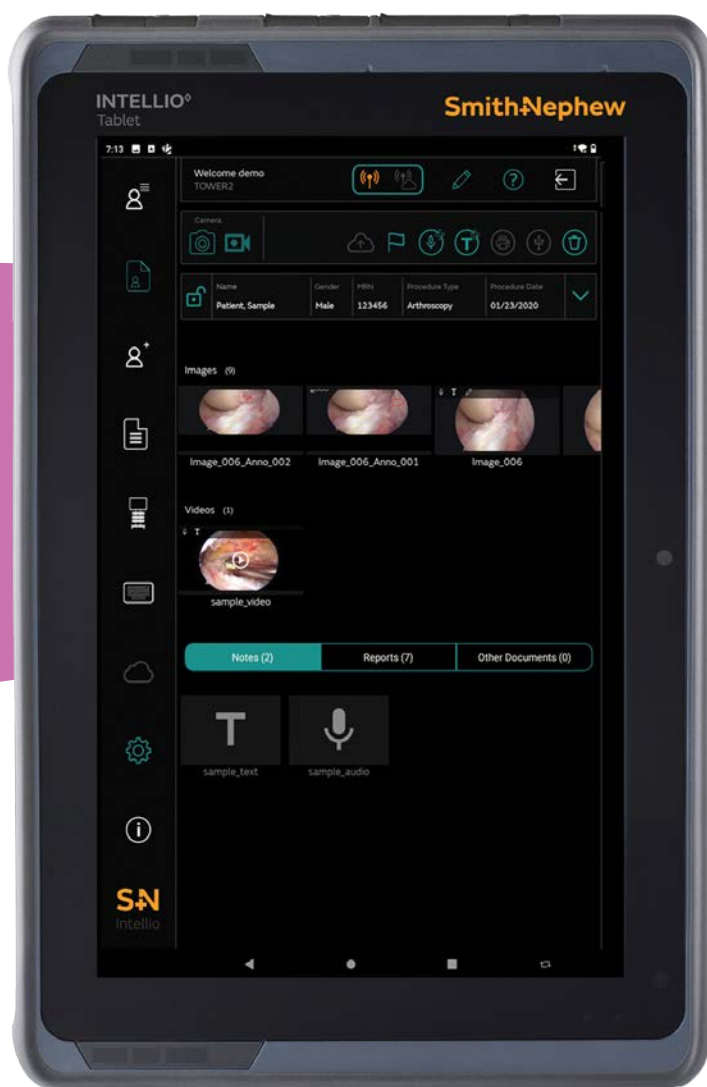 INTELLIO◊
Tablet
Smith+Nephew
7:13
Welcome demo
TOWER2
Camera
Name Gender MRN Procedure Type Procedure Date
Patient, Sample Male 123456 Arthroscopy 01/23/2020
Images (9)
Image_006_Anno_002 Image_006_Anno_001 Image_006
Videos (1)
sample_video
Notes (2) Reports (7) Other Documents (0)
sample_text sample_audio
S+N
Intellio